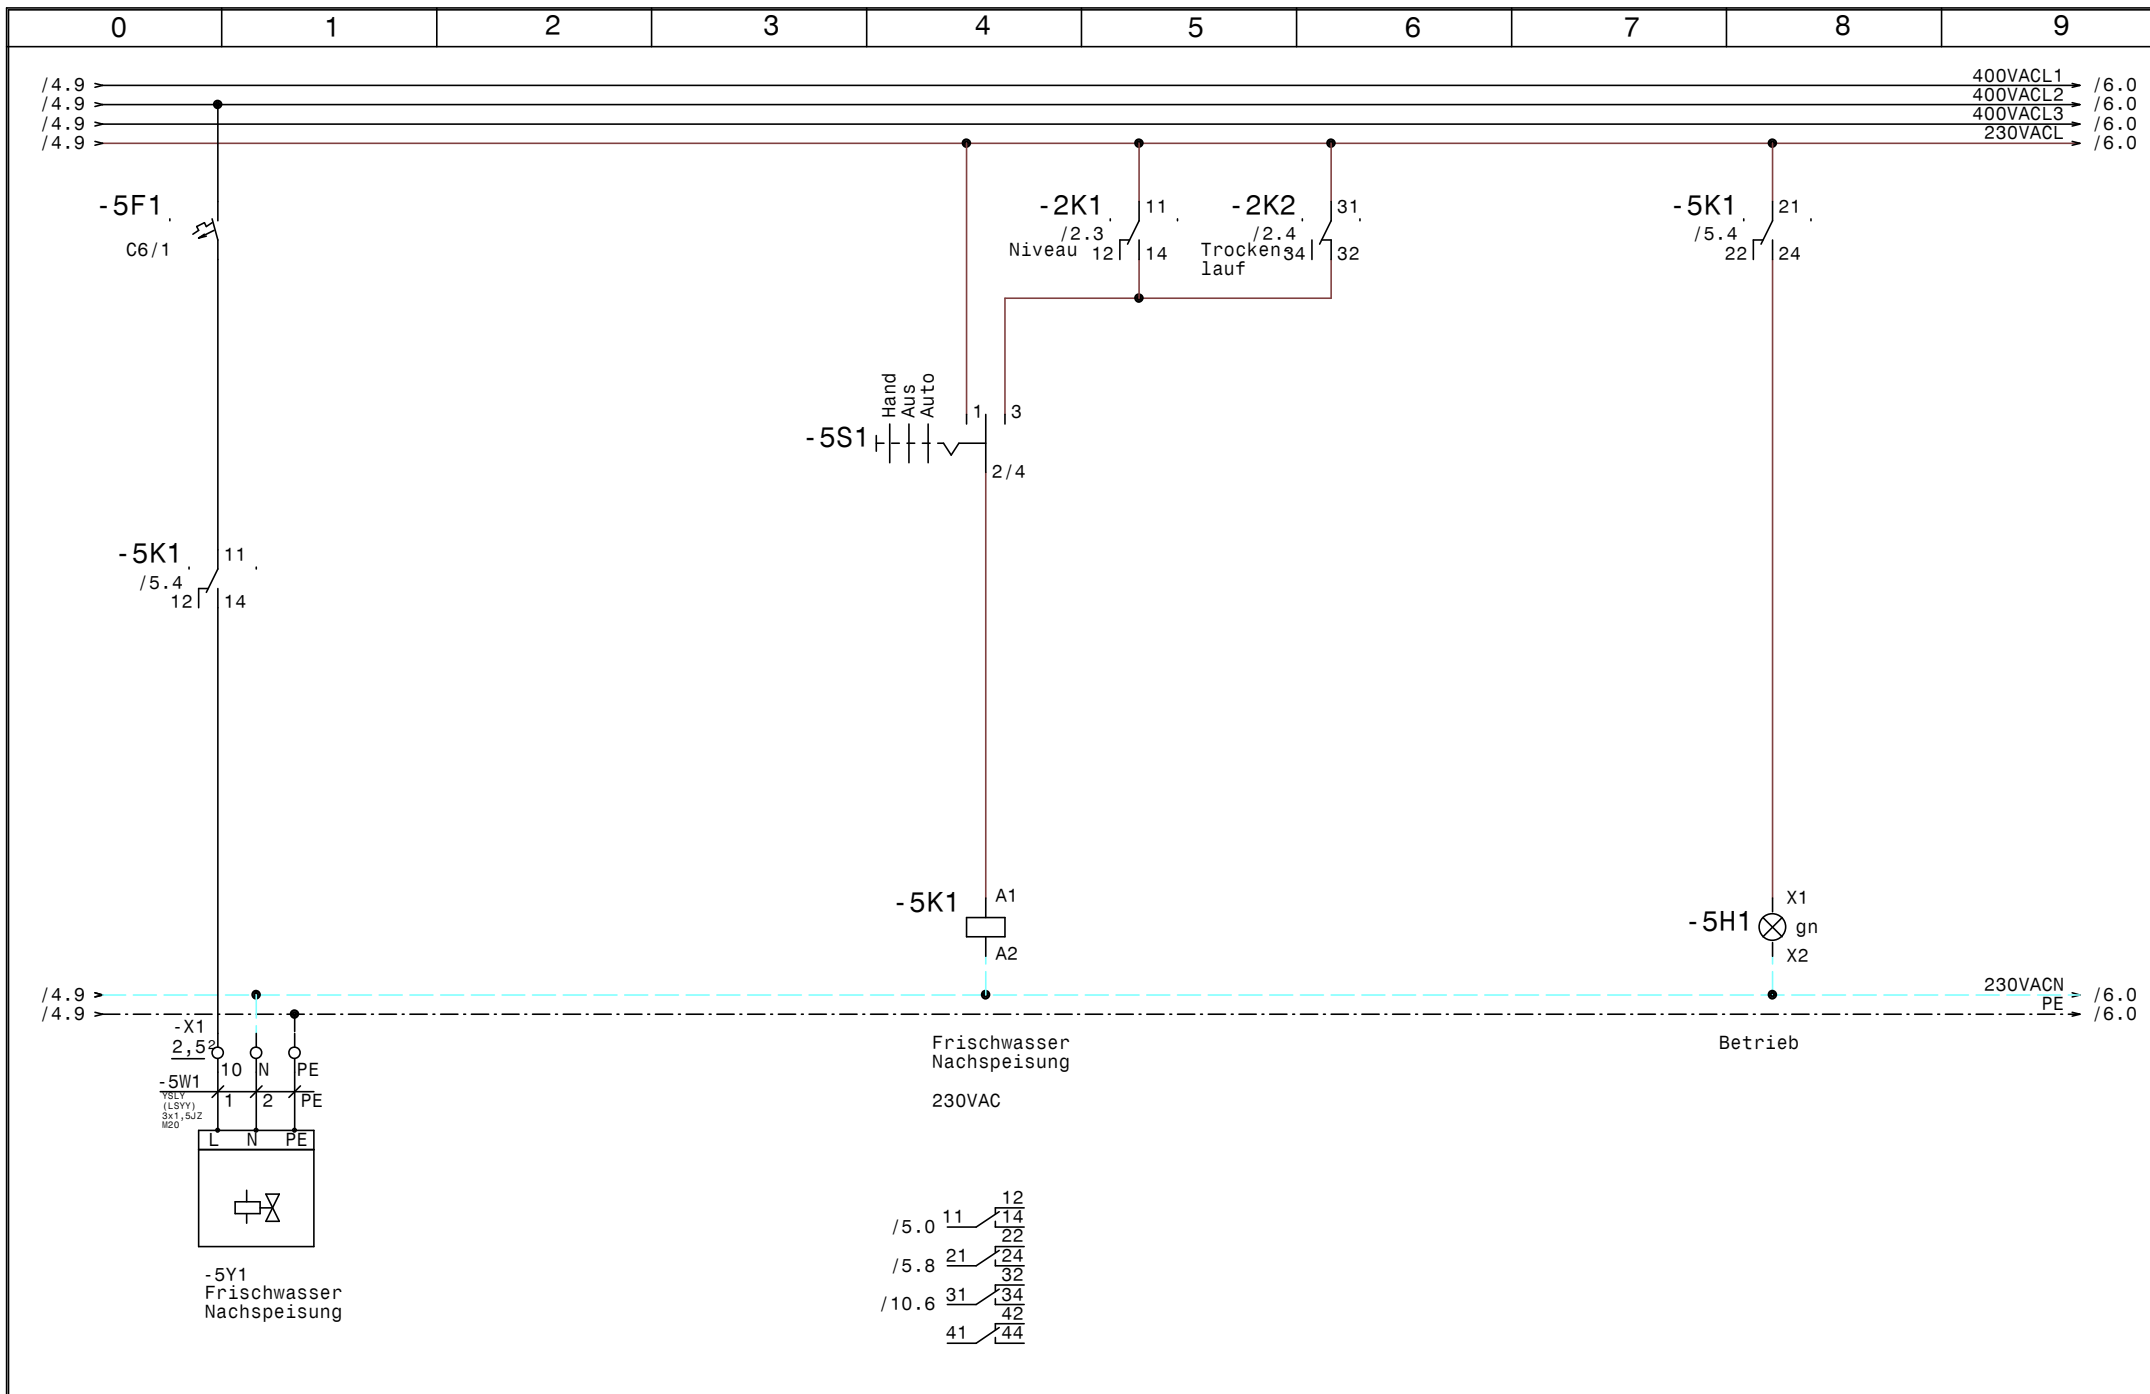 0 1 2 3 4 5 6 7 8 9
/4.9 400VACL1 /6.0
/4.9 400VACL2 /6.0
/4.9 400VACL3 /6.0
/4.9 230VACL /6.0
-5F1
C6/1
-2K1 11
/2.3
Niveau 12 14
-2K2 31
/2.4
Trocken 34 32
lauf
-5K1 21
/5.4
22 24
Hand
Aus
Auto
1 3
-5S1
2/4
-5K1 11
/5.4
12 14
-5K1 A1
A2
X1
-5H1 gn
X2
/4.9 230VACN /6.0
/4.9 PE /6.0
-X1
2,5²
10 N PE
-5W1
YSLY
(LSYY)
3x1,5JZ
M20
1 2 PE
L N PE
-5Y1
Frischwasser
Nachspeisung
Frischwasser
Nachspeisung
230VAC
Betrieb
12
/5.0 11 14
22
/5.8 21 24
32
/10.6 31 34
42
41 44